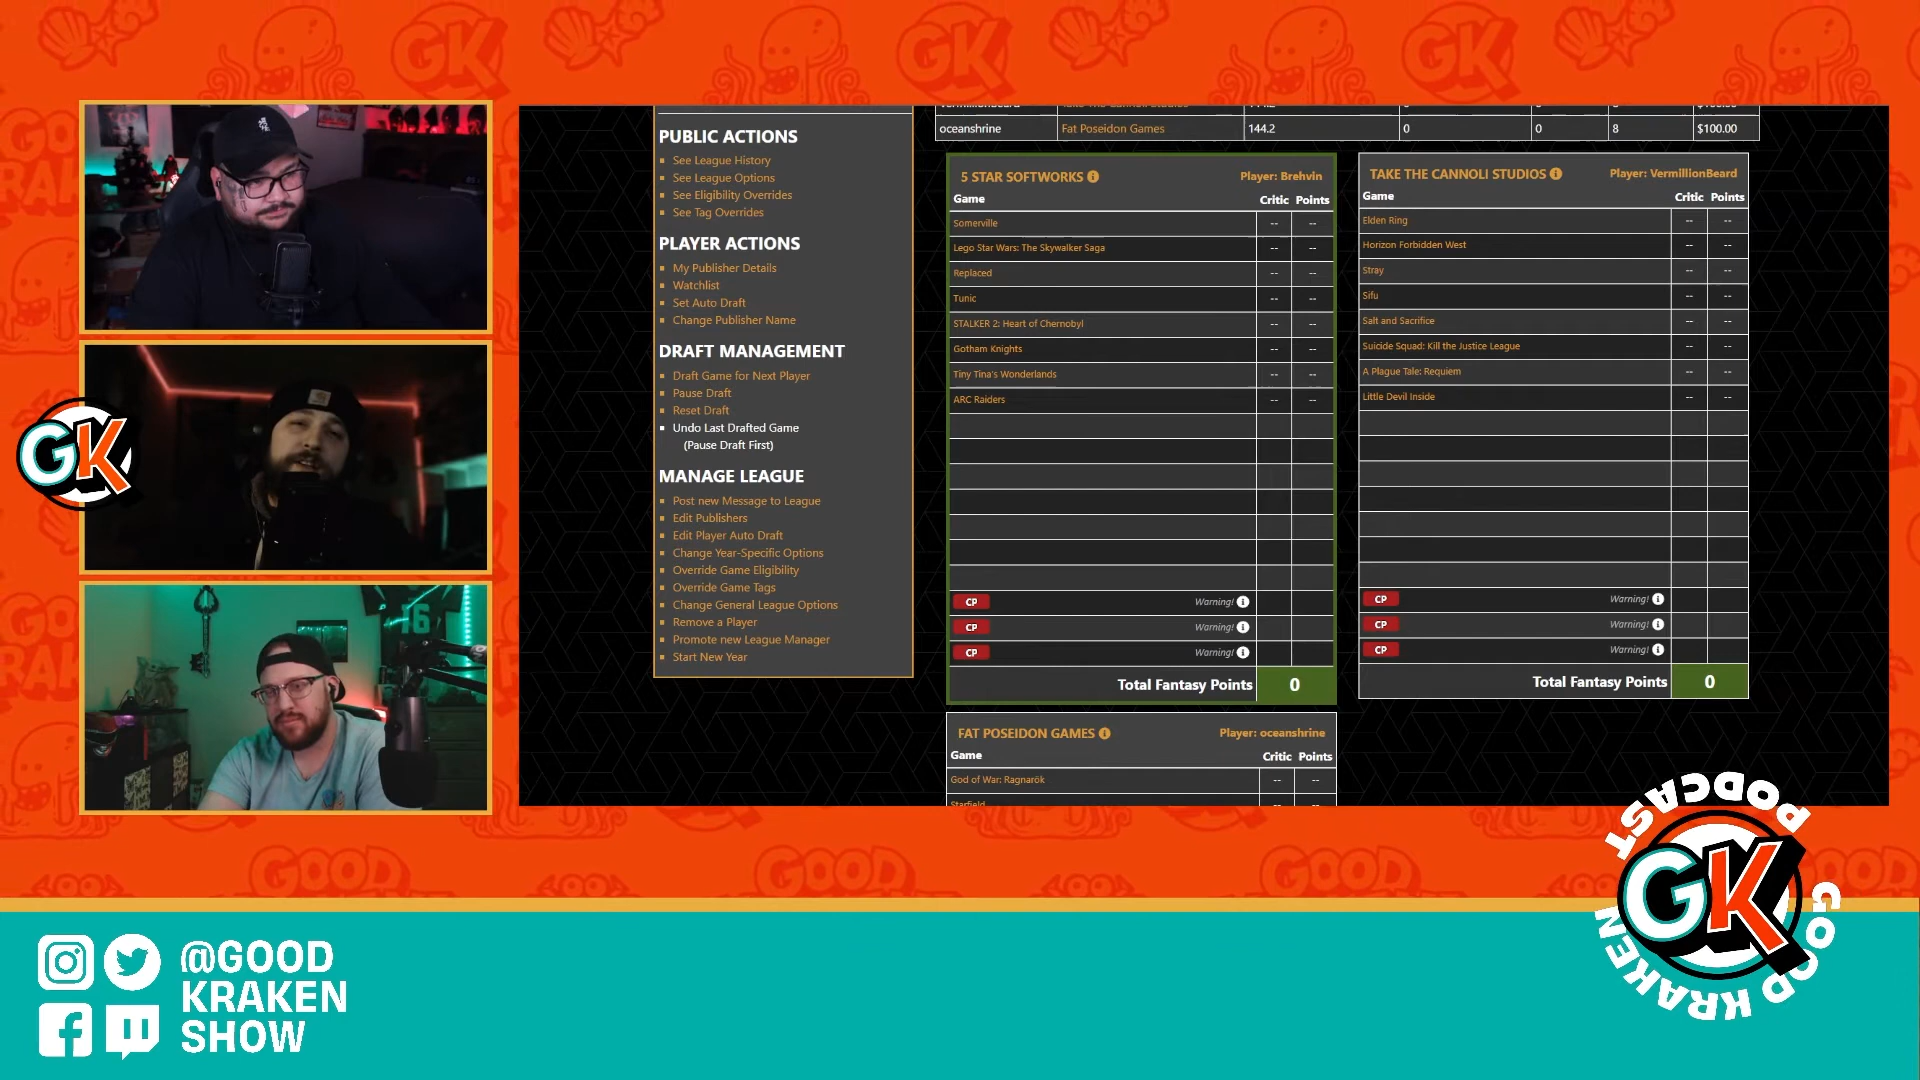 PUBLIC ACTIONS
See League History
See League Options
See Eligibility Overrides
See Tag Overrides
PLAYER ACTIONS
My Publisher Details
Watchlist
Set Auto Draft
Change Publisher Name
DRAFT MANAGEMENT
Draft Game for Next Player
Pause Draft
Reset Draft
Undo Last Drafted Game
(Pause Draft First)
MANAGE LEAGUE
Post new Message to League
Edit Publishers
Edit Player Auto Draft
Change Year-Specific Options
Override Game Eligibility
Override Game Tags
Change General League Options
Remove a Player
Promote new League Manager
Start New Year
oceanshrine Fat Poseidon Games 144.2 0 0 8 $100.00
5 STAR SOFTWORKS Player: Brehvin
Game Critic Points
Somerville -- --
Lego Star Wars: The Skywalker Saga -- --
Replaced -- --
Tunic -- --
STALKER 2: Heart of Chernobyl -- --
Gotham Knights -- --
Tiny Tina's Wonderlands -- --
ARC Raiders -- --
CP Warning!
CP Warning!
CP Warning!
Total Fantasy Points 0
TAKE THE CANNOLI STUDIOS Player: VermillionBeard
Game Critic Points
Elden Ring -- --
Horizon Forbidden West -- --
Stray -- --
Sifu -- --
Salt and Sacrifice -- --
Suicide Squad: Kill the Justice League -- --
A Plague Tale: Requiem -- --
Little Devil Inside -- --
CP Warning!
CP Warning!
CP Warning!
Total Fantasy Points 0
FAT POSEIDON GAMES Player: oceanshrine
Game Critic Points
God of War: Ragnarök -- --
Starfield -- --
GK
16
@GOOD
KRAKEN
SHOW
GK
GOOD KRAKEN PODCAST
GK
GK
GK
GK
GOOD
GOOD
GOOD